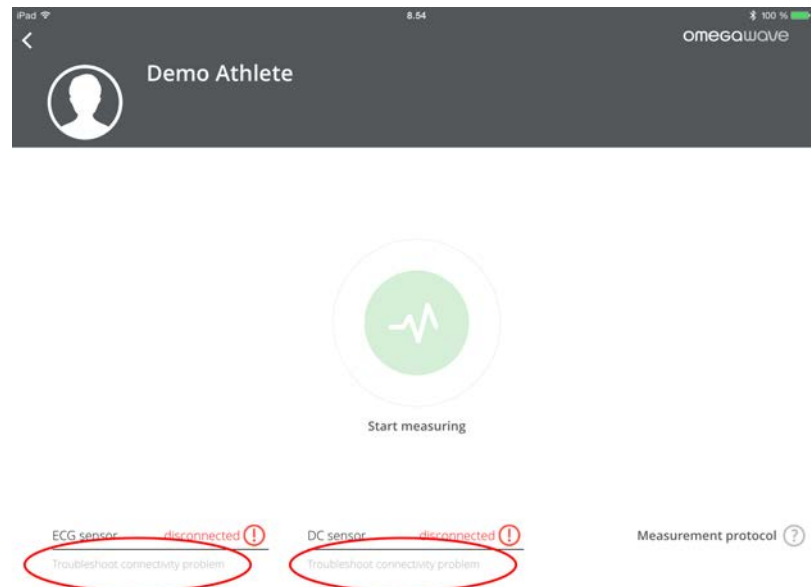 iPad 8.54 100 %
omegawave
Demo Athlete
Start measuring
ECG sensor disconnected !
DC sensor disconnected !
Measurement protocol ?
Troubleshoot connectivity problem
Troubleshoot connectivity problem